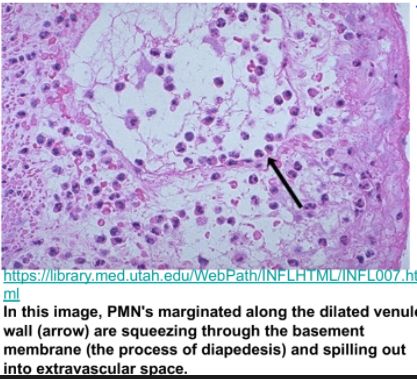 https://library.med.utah.edu/WebPath/INFLHTML/INFL007.ht
ml
In this image, PMN's marginated along the dilated venule
wall (arrow) are squeezing through the basement
membrane (the process of diapedesis) and spilling out
into extravascular space.